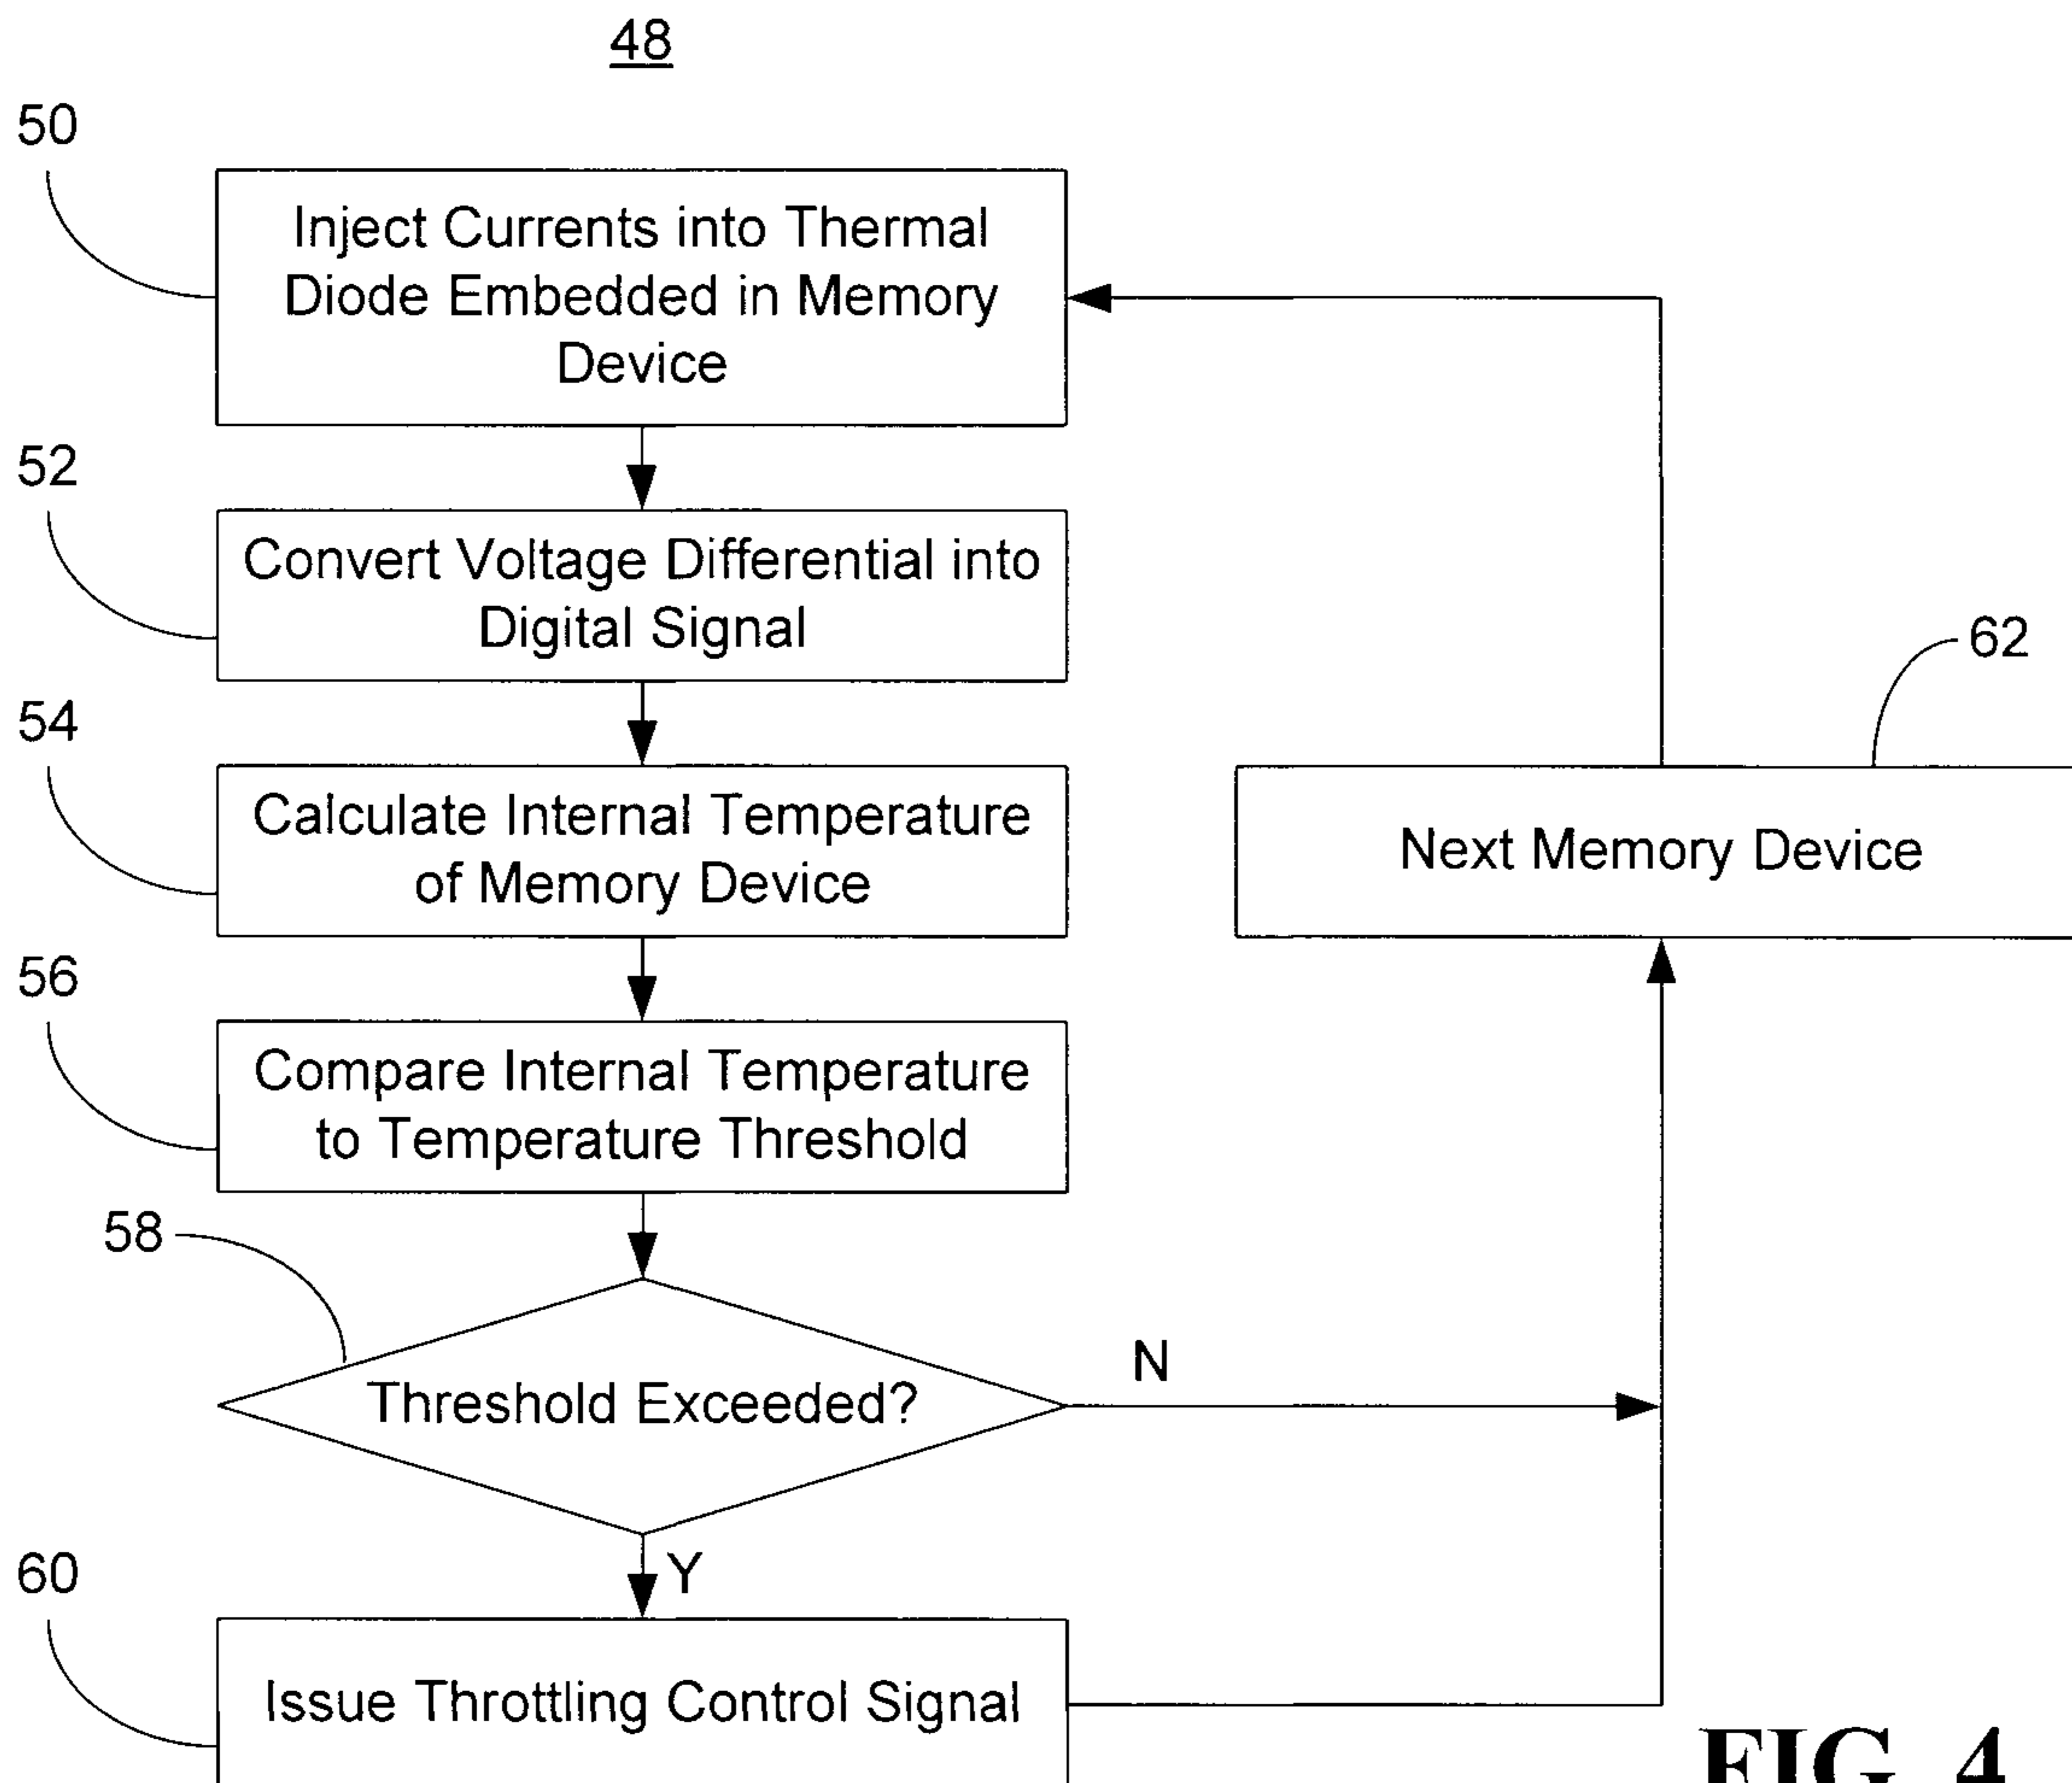 48
50
Inject Currents into Thermal
Diode Embedded in Memory
Device
52
Convert Voltage Differential into
Digital Signal
62
54
Calculate Internal Temperature
of Memory Device
Next Memory Device
56
Compare Internal Temperature
to Temperature Threshold
58
Threshold Exceeded?
N
Y
60
Issue Throttling Control Signal
FIG. 4